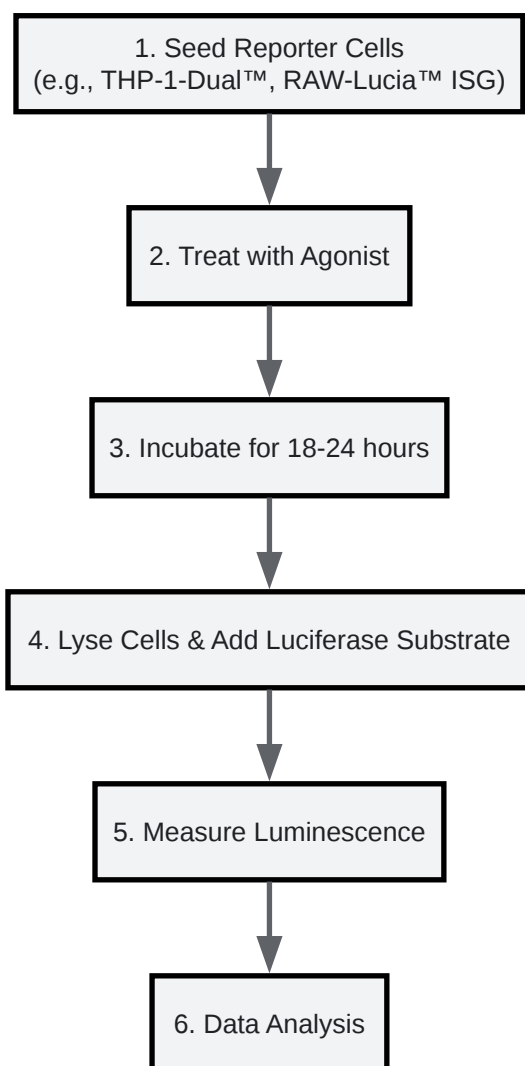 1. Seed Reporter Cells
(e.g., THP-1-Dual™, RAW-Lucia™ ISG)
2. Treat with Agonist
3. Incubate for 18-24 hours
4. Lyse Cells & Add Luciferase Substrate
5. Measure Luminescence
6. Data Analysis